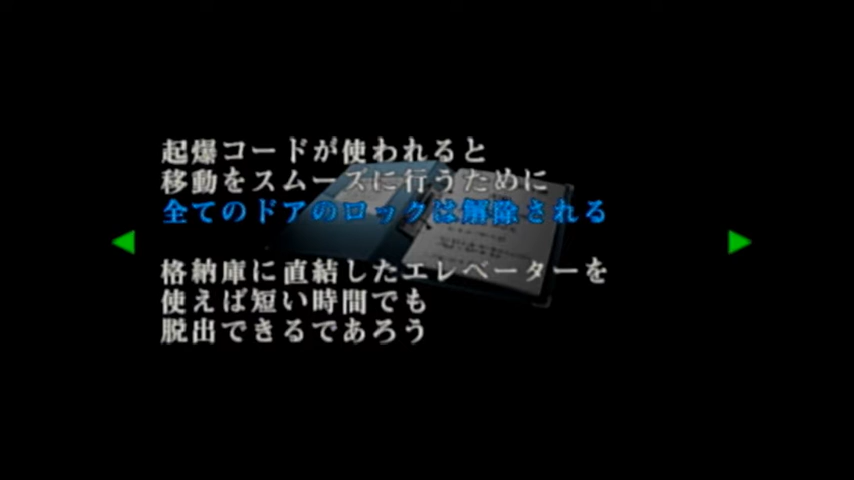 起爆コードが使われると
移動をスムーズに行うために
全てのドアのロックは解除される
格納庫に直結したエレベーターを
使えば短い時間でも
脱出できるであろう